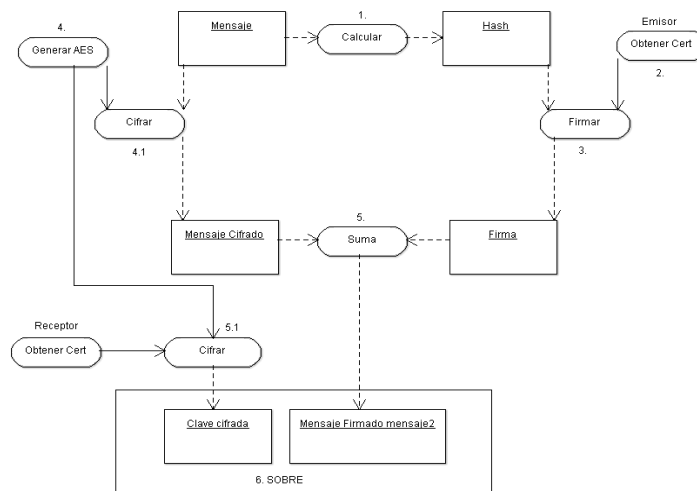 4.
Mensaje
1.
Hash
Emisor
Generar AES
Calcular
Obtener Cert
2.
Cifrar
Firmar
4.1
3.
5.
Mensaje Cifrado
Suma
Firma
Receptor
5.1
Obtener Cert
Cifrar
Clave cifrada
Mensaje Firmado mensaje2
6. SOBRE